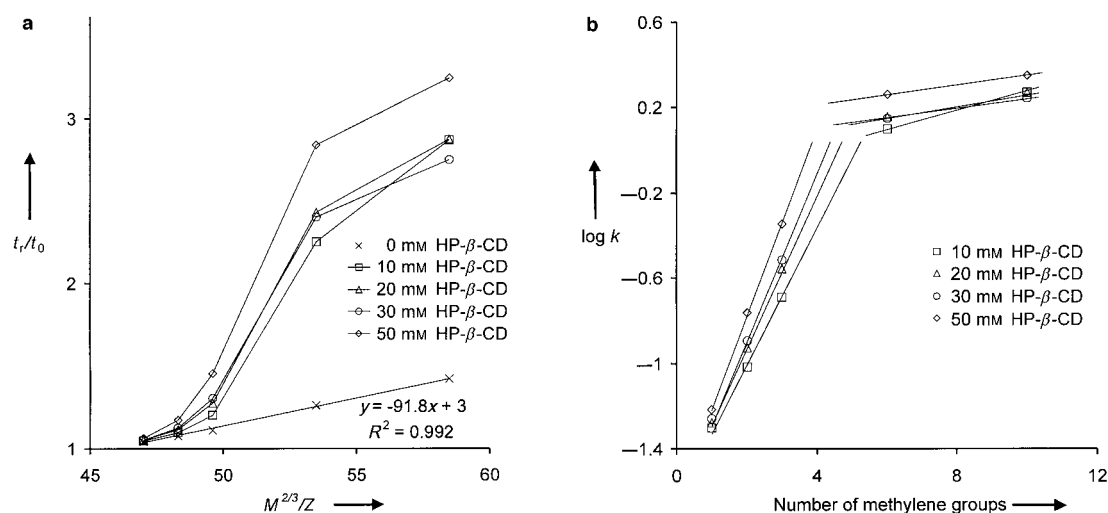 a
3
2
1
t_r/t_0
0 mM HP-β-CD
10 mM HP-β-CD
20 mM HP-β-CD
30 mM HP-β-CD
50 mM HP-β-CD
y = -91.8x + 3
R² = 0.992
45 50 55 60
M^{2/3}/Z
b
0.6
0.2
—0.2
log k
—0.6
—1
—1.4
10 mM HP-β-CD
20 mM HP-β-CD
30 mM HP-β-CD
50 mM HP-β-CD
0 4 8 12
Number of methylene groups